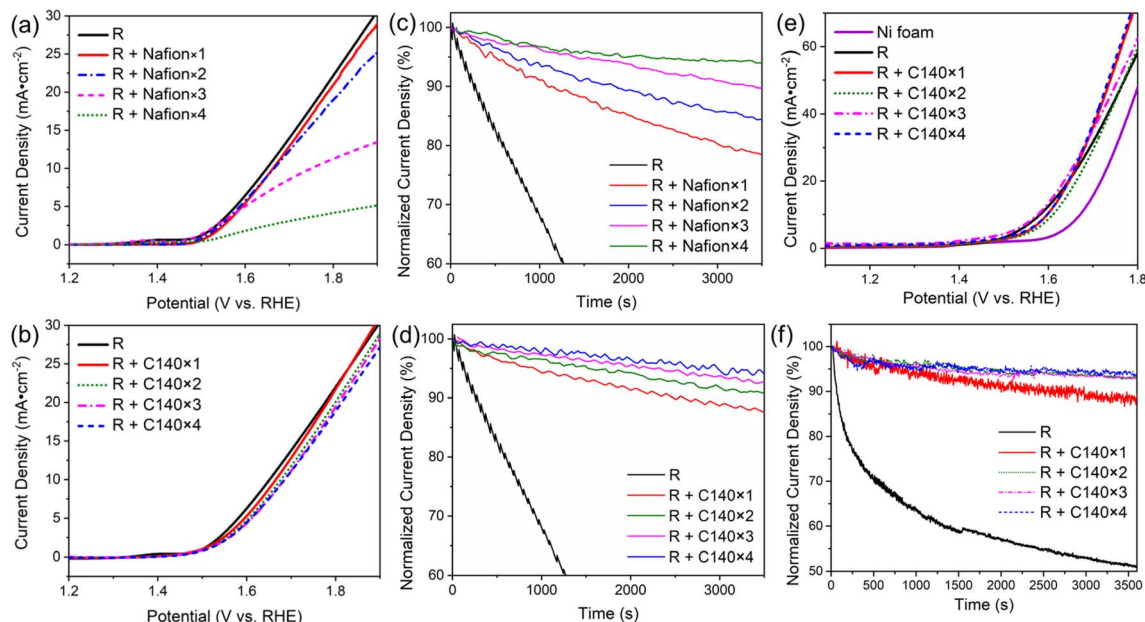 (a)
R
R + Nafion×1
R + Nafion×2
R + Nafion×3
R + Nafion×4
Current Density (mA•cm⁻²)
30
25
20
15
10
5
0
1.2
1.4
1.6
1.8
Potential (V vs. RHE)
(c)
R
R + Nafion×1
R + Nafion×2
R + Nafion×3
R + Nafion×4
Normalized Current Density (%)
100
90
80
70
60
0
1000
2000
3000
Time (s)
(e)
Ni foam
R
R + C140×1
R + C140×2
R + C140×3
R + C140×4
Current Density (mA•cm⁻²)
60
40
20
0
1.2
1.4
1.6
1.8
Potential (V vs. RHE)
(b)
R
R + C140×1
R + C140×2
R + C140×3
R + C140×4
Current Density (mA•cm⁻²)
30
25
20
15
10
5
0
1.2
1.4
1.6
1.8
Potential (V vs. RHE)
(d)
R
R + C140×1
R + C140×2
R + C140×3
R + C140×4
Normalized Current Density (%)
100
90
80
70
60
0
1000
2000
3000
Time (s)
(f)
R
R + C140×1
R + C140×2
R + C140×3
R + C140×4
Normalized Current Density (%)
100
90
80
70
60
50
0
500
1000
1500
2000
2500
3000
3500
Time (s)